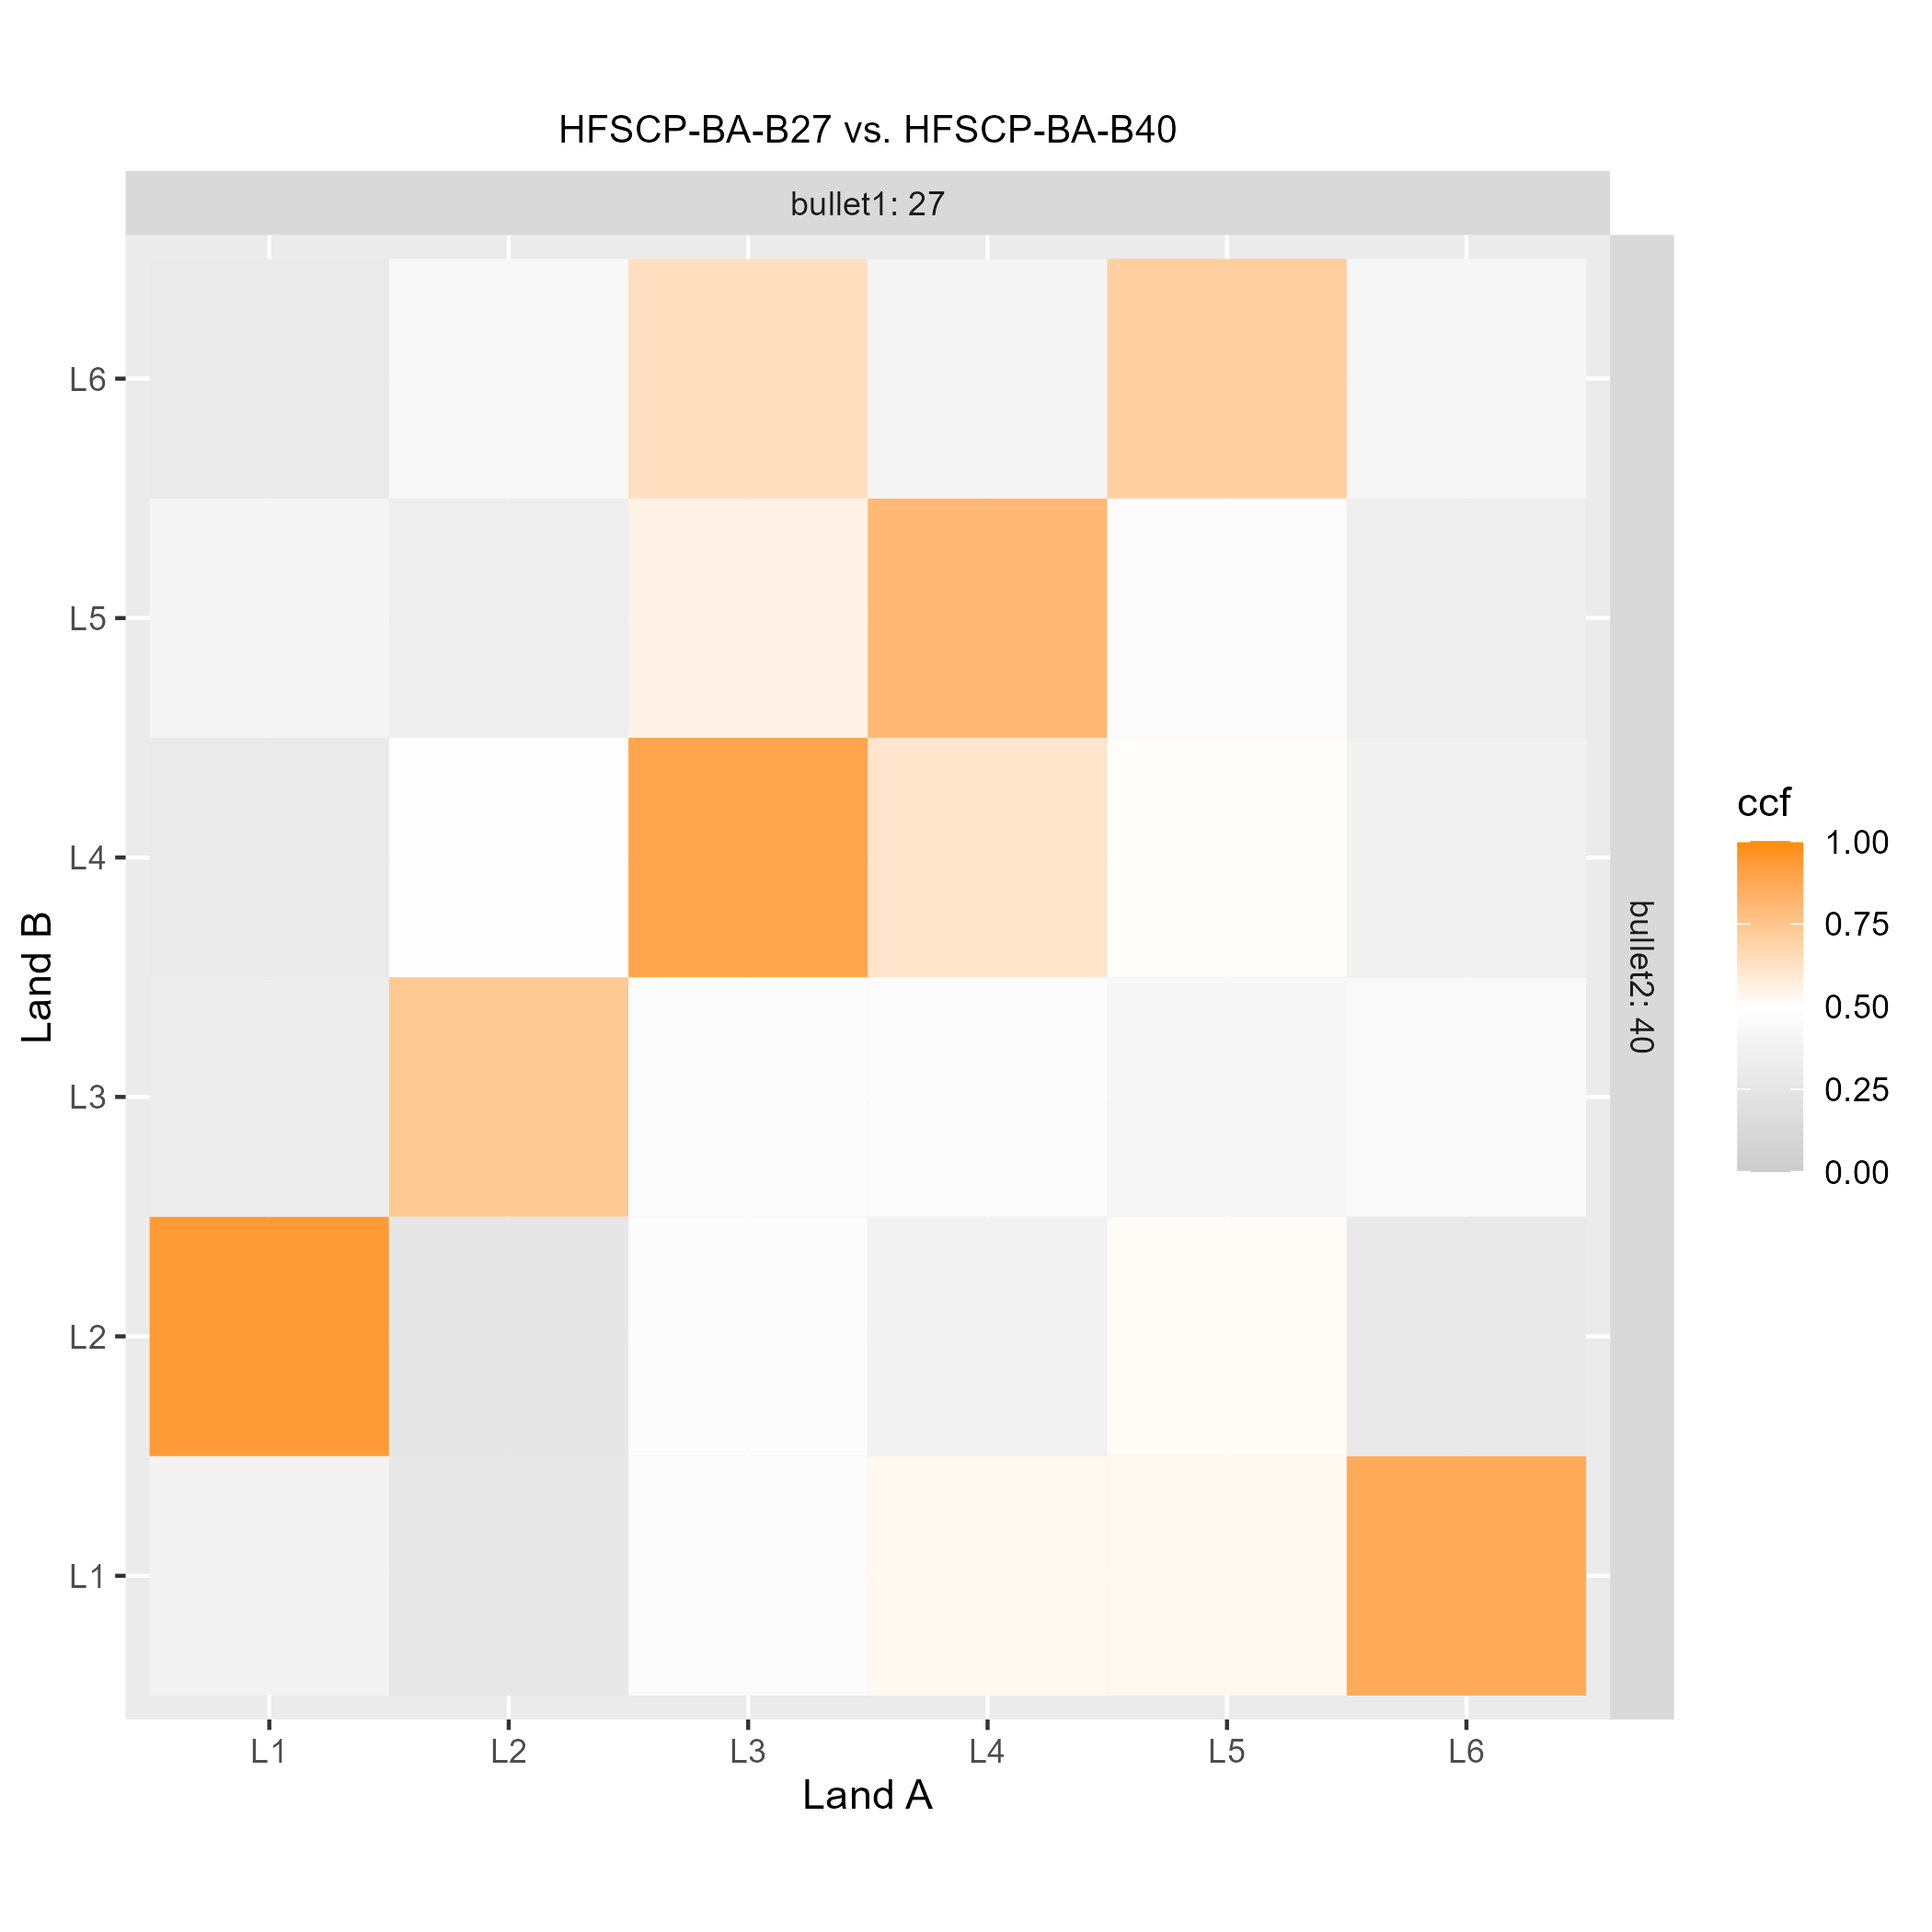 HFSCP-BA-B27 vs. HFSCP-BA-B40
bullet1: 27
L6
L5
L4
L3
L2
L1
Land B
bullet2: 40
L1 L2 L3 L4 L5 L6
Land A
ccf
1.00
0.75
0.50
0.25
0.00